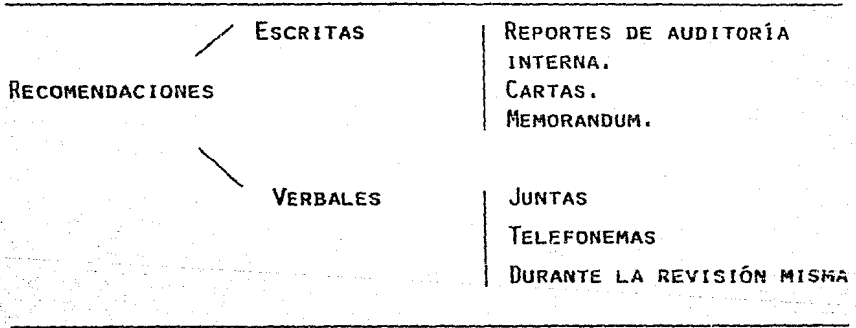 ESCRITAS
REPORTES DE AUDITORÍA
INTERNA.
RECOMENDACIONES
CARTAS.
MEMORANDUM.
VERBALES
JUNTAS
TELEFONEMAS
DURANTE LA REVISIÓN MISMA